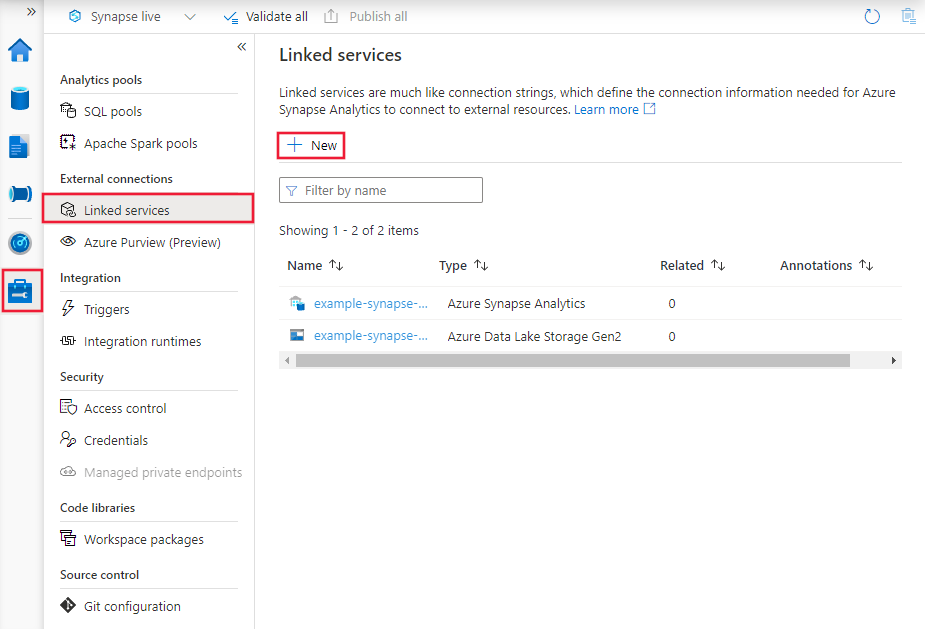 Synapse live
Validate all
Publish all
Analytics pools
SQL pools
Apache Spark pools
External connections
Linked services
Azure Purview (Preview)
Integration
Triggers
Integration runtimes
Security
Access control
Credentials
Managed private endpoints
Code libraries
Workspace packages
Source control
Git configuration
Linked services
Linked services are much like connection strings, which define the connection information needed for Azure
Synapse Analytics to connect to external resources. Learn more
New
Filter by name
Showing 1 - 2 of 2 items
Name Type Related Annotations
example-synapse-... Azure Synapse Analytics 0
example-synapse-... Azure Data Lake Storage Gen2 0